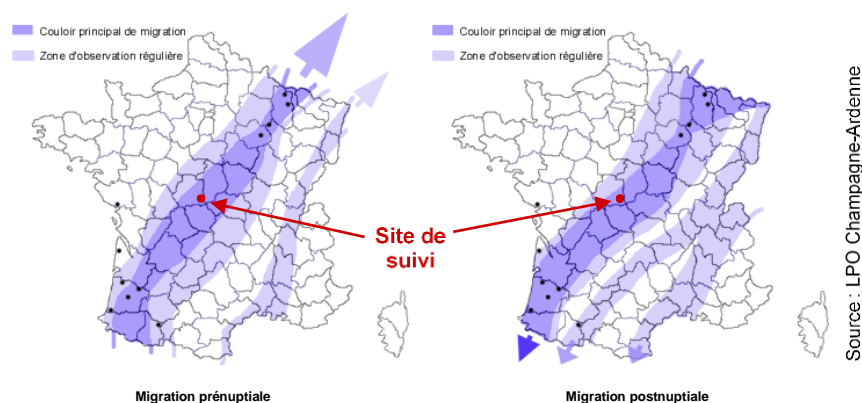 Couloir principal de migration
Zone d'observation régulière
Couloir principal de migration
Zone d'observation régulière
Site de
suivi
Source : LPO Champagne-Ardenne
Migration prénuptiale
Migration postnuptiale